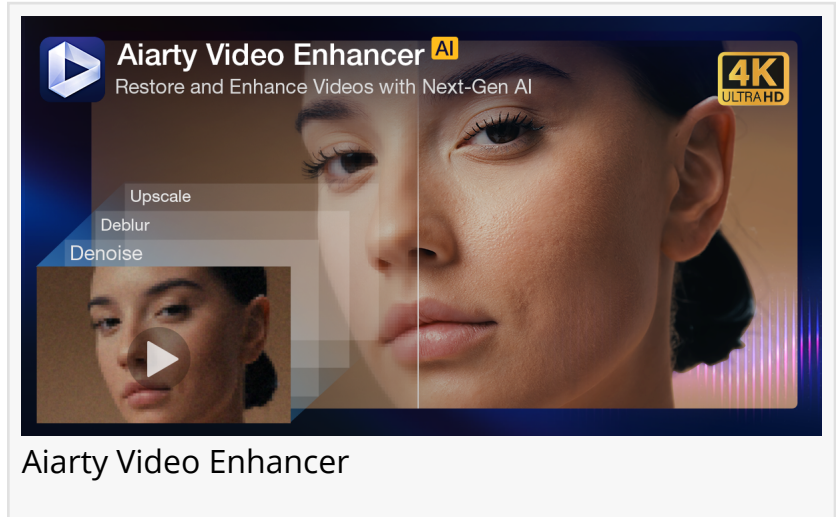 Aiarty Video Enhancer AI
Restore and Enhance Videos with Next-Gen AI
4K
ULTRA HD
Upscale
Deblur
Denoise
Aiarty Video Enhancer